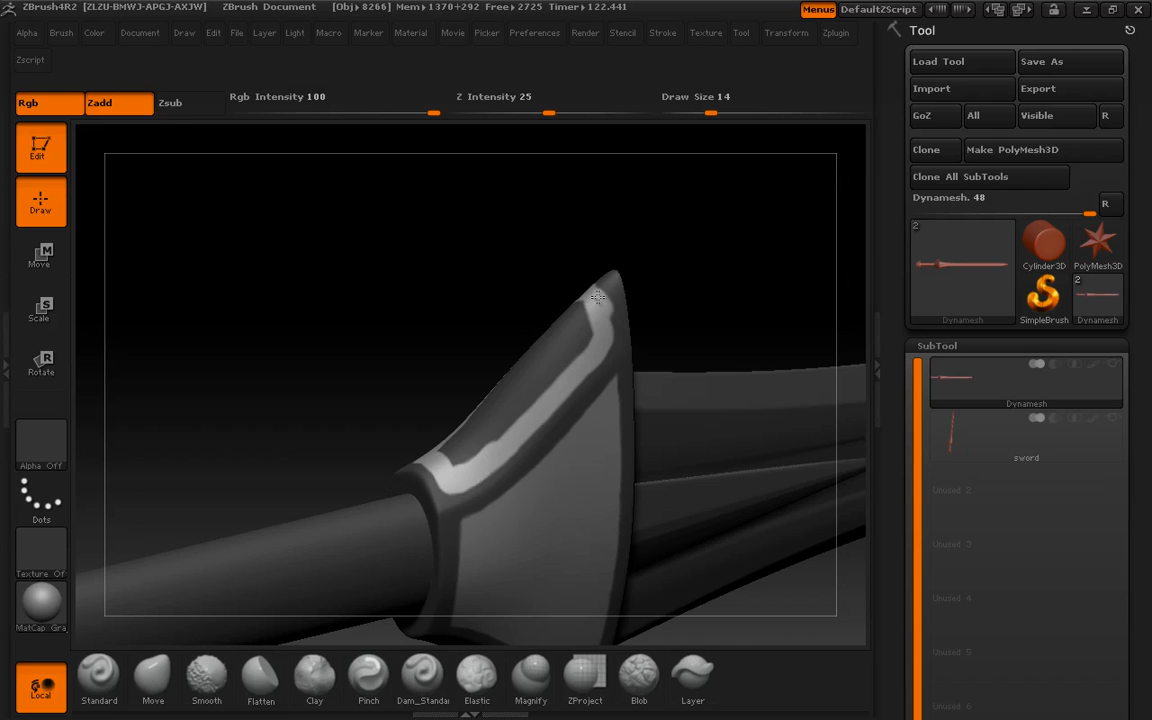 ZBrush4R2 [ZLZU-BMWJ-APGJ-AXJW] ZBrush Document [Obj▸8266] Mem▸1370+292 Free▸2725 Timer▸122.441 Menus DefaultZScript
Alpha Brush Color Document Draw Edit File Layer Light Macro Marker Material Movie Picker Preferences Render Stencil Stroke Texture Tool Transform Zplugin
Zscript
Rgb Zadd Zsub Rgb Intensity 100 Z Intensity 25 Draw Size 14
Edit
Draw
Move
Scale
Rotate
Alpha Off
Dots
Texture Of
MatCap Gra
Local
Standard Move Smooth Flatten Clay Pinch Dam_Standa Elastic Magnify ZProject Blob Layer
Tool
Load Tool Save As
Import Export
GoZ All Visible R
Clone Make PolyMesh3D
Clone All SubTools
Dynamesh. 48 R
2
Cylinder3D PolyMesh3D
2
Dynamesh SimpleBrush Dynamesh
SubTool
Dynamesh
sword
Unused 2
Unused 3
Unused 4
Unused 5
Unused 6